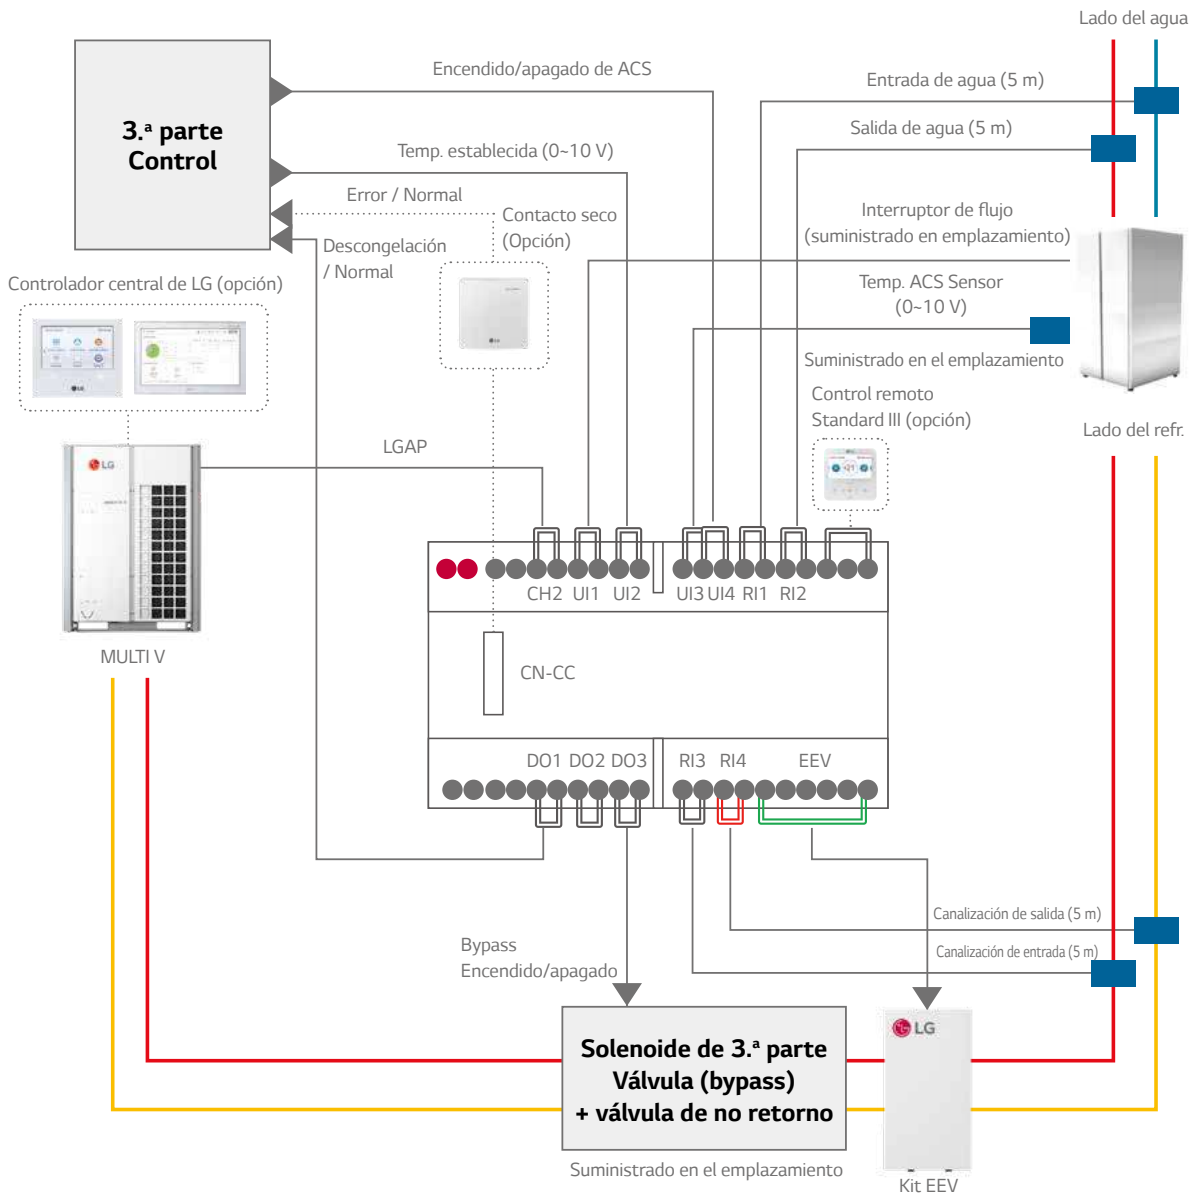 Lado del agua
3.ª parte
Control
Encendido/apagado de ACS
Entrada de agua (5 m)
Salida de agua (5 m)
Temp. establecida (0~10 V)
Error / Normal
Contacto seco
(Opción)
Descongelación
/ Normal
Interruptor de flujo
(suministrado en emplazamiento)
Temp. ACS Sensor
(0~10 V)
Suministrado en el emplazamiento
Controlador central de LG (opción)
LG
Control remoto
Standard III (opción)
Lado del refr.
LGAP
LG
MULTI V
CH2 UI1 UI2 UI3 UI4 RI1 RI2
CN-CC
DO1 DO2 DO3 RI3 RI4 EEV
Canalización de salida (5 m)
Canalización de entrada (5 m)
Bypass
Encendido/apagado
Solenoide de 3.ª parte
Válvula (bypass)
+ válvula de no retorno
Suministrado en el emplazamiento
LG
Kit EEV